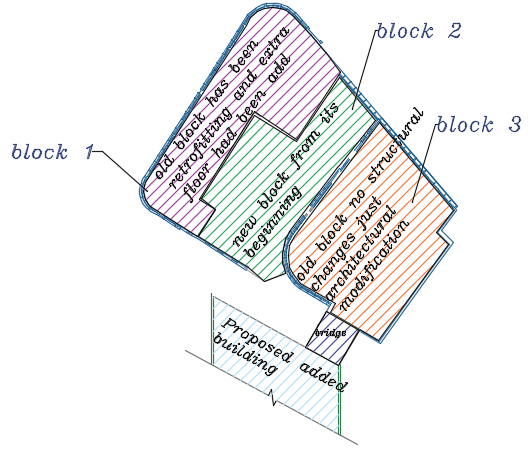 block 2
block 3
block 1
old block has been
retrofitting and extra
floor had been add
new block from its
beginning
old block no structural
changes just
architectural
modification
bridge
Proposed added
building